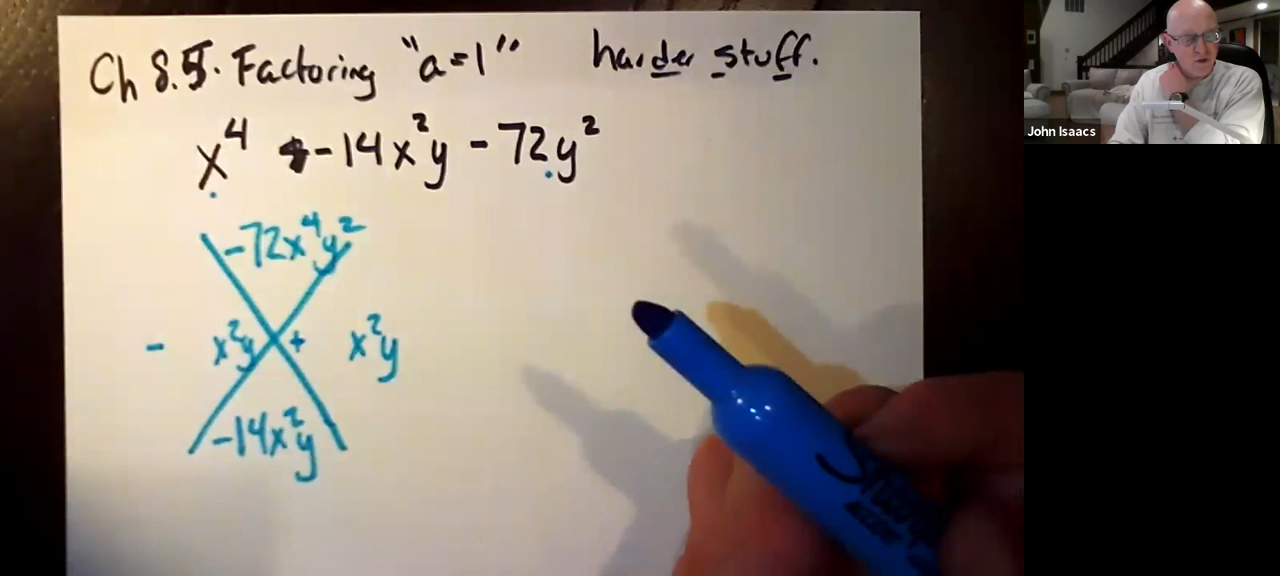 Ch 8.5. Factoring "a=1" harder stuff.
John Isaacs
x⁴ - 14x²y - 72y²
-72x⁴y²
- x²y + x²y
-14x²y